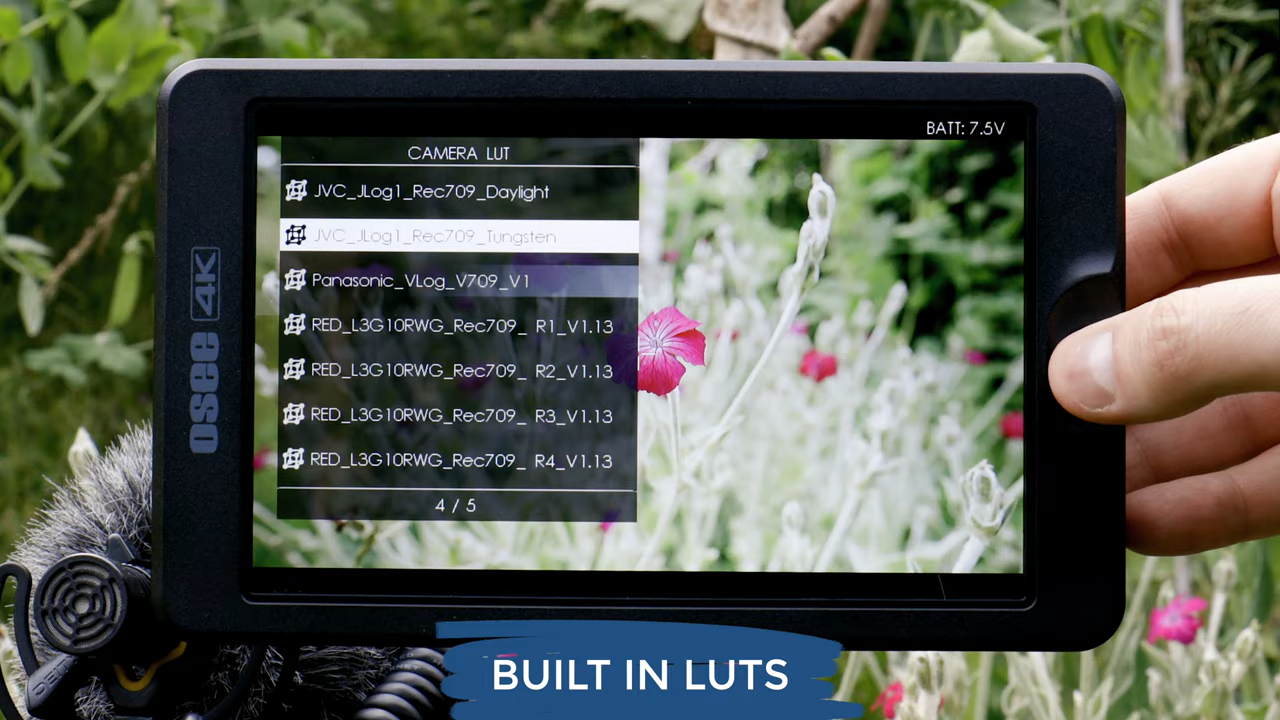 BATT: 7.5V
CAMERA LUT
JVC_JLog1_Rec709_Daylight
JVC_JLog1_Rec709_Tungsten
Panasonic_VLog_V709_V1
RED_L3G10RWG_Rec709_ R1_V1.13
RED_L3G10RWG_Rec709_ R2_V1.13
RED_L3G10RWG_Rec709_ R3_V1.13
RED_L3G10RWG_Rec709_ R4_V1.13
4 / 5
osee 4K
BUILT IN LUTS